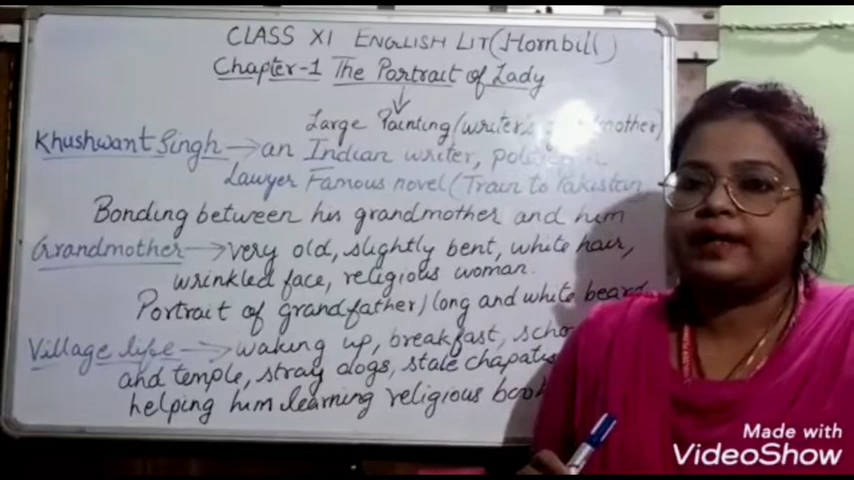 CLASS XI ENGLISH LIT(Hornbill)
Chapter-1 The Portrait of Lady
Large Painting (writer's grandmother)
Khushwant Singh → an Indian writer,
Lawyer Famous novel (Train to Pakistan
Bonding between his grandmother and him
Grandmother → very old, slightly bent, white hair,
wrinkled face, religious woman.
Portrait of grandfather) long and white beard
Village life → waking up, breakfast,
and temple, stray dogs, stale chapatis
helping him learning religious
Made with
VideoShow